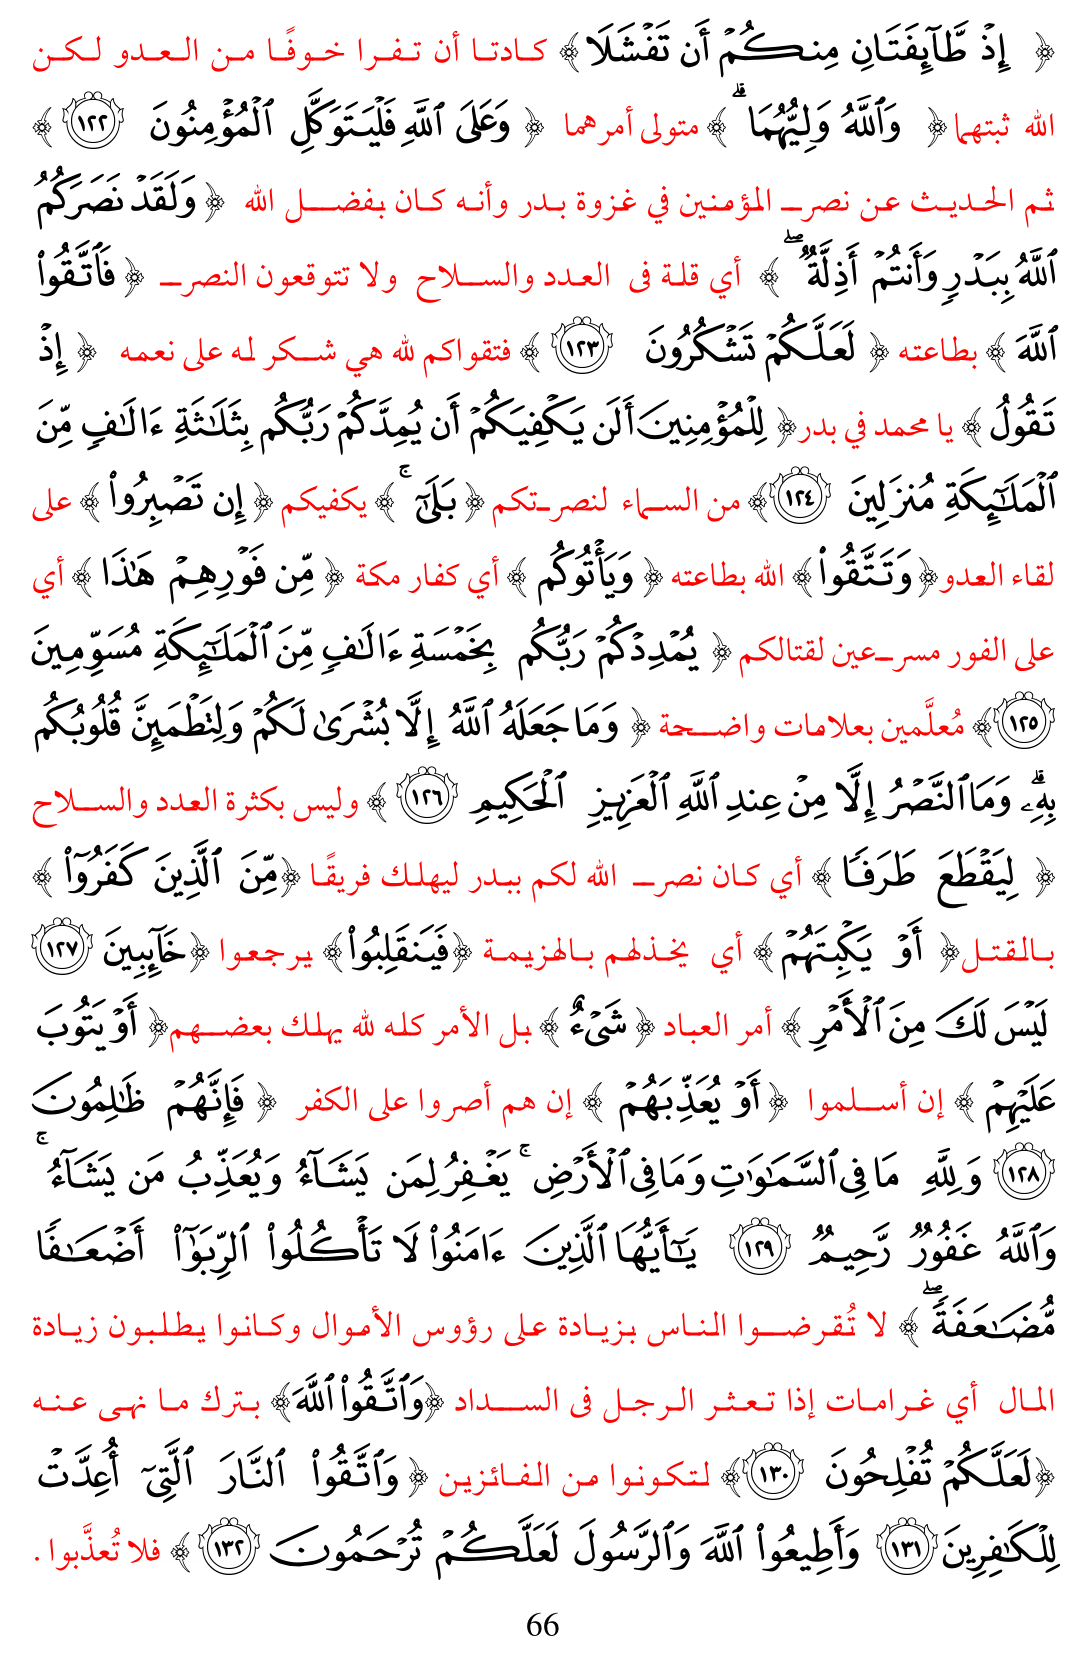 ﴿ إِذْ طَّآئِفَتَانِ مِنكُمْ أَن تَفْشَلَا ﴾ كادتا أن تفرا خوفًا من العدو لكن
الله ثبتهما ﴿ وَٱللَّهُ وَلِيُّهُمَا ۗ ﴾ متولى أمرهما ﴿ وَعَلَى ٱللَّهِ فَلْيَتَوَكَّلِ ٱلْمُؤْمِنُونَ ١٢٢ ﴾
ثم الحديث عن نصر المؤمنين في غزوة بدر وأنه كان بفضل الله ﴿ وَلَقَدْ نَصَرَكُمُ
ٱللَّهُ بِبَدْرٍ وَأَنتُمْ أَذِلَّةٌ ۖ ﴾ أي قلة فى العدد والسلاح ولا تتوقعون النصر ﴿ فَٱتَّقُوا۟
ٱللَّهَ ﴾ بطاعته ﴿ لَعَلَّكُمْ تَشْكُرُونَ ١٢٣ ﴾ فتقواكم لله هي شكر له على نعمه ﴿ إِذْ
تَقُولُ ﴾ يا محمد في بدر ﴿ لِلْمُؤْمِنِينَ أَلَن يَكْفِيَكُمْ أَن يُمِدَّكُمْ رَبُّكُم بِثَلَٰثَةِ ءَالَٰفٍ مِّنَ
ٱلْمَلَٰٓئِكَةِ مُنزَلِينَ ١٢٤ ﴾ من السماء لنصرتكم ﴿ بَلَىٰٓ ۚ ﴾ يكفيكم ﴿ إِن تَصْبِرُوا۟ ﴾ على
لقاء العدو ﴿ وَتَتَّقُوا۟ ﴾ الله بطاعته ﴿ وَيَأْتُوكُم ﴾ أي كفار مكة ﴿ مِّن فَوْرِهِمْ هَٰذَا ﴾ أي
على الفور مسرعين لقتالكم ﴿ يُمْدِدْكُمْ رَبُّكُم بِخَمْسَةِ ءَالَٰفٍ مِّنَ ٱلْمَلَٰٓئِكَةِ مُسَوِّمِينَ
١٢٥ ﴾ مُعلَّمين بعلامات واضحة ﴿ وَمَا جَعَلَهُ ٱللَّهُ إِلَّا بُشْرَىٰ لَكُمْ وَلِتَطْمَئِنَّ قُلُوبُكُم
بِهِۦ ۗ وَمَا ٱلنَّصْرُ إِلَّا مِنْ عِندِ ٱللَّهِ ٱلْعَزِيزِ ٱلْحَكِيمِ ١٢٦ ﴾ وليس بكثرة العدد والسلاح
﴿ لِيَقْطَعَ طَرَفًا ﴾ أي كان نصر الله لكم ببدر ليهلك فريقًا ﴿ مِّنَ ٱلَّذِينَ كَفَرُوٓا۟ ﴾
بالقتل ﴿ أَوْ يَكْبِتَهُمْ ﴾ أي يخذلهم بالهزيمة ﴿ فَيَنقَلِبُوا۟ ﴾ يرجعوا ﴿ خَآئِبِينَ ١٢٧
لَيْسَ لَكَ مِنَ ٱلْأَمْرِ ﴾ أمر العباد ﴿ شَىْءٌ ﴾ بل الأمر كله لله يهلك بعضهم ﴿ أَوْ يَتُوبَ
عَلَيْهِمْ ﴾ إن أسلموا ﴿ أَوْ يُعَذِّبَهُمْ ﴾ إن هم أصروا على الكفر ﴿ فَإِنَّهُمْ ظَٰلِمُونَ
١٢٨ وَلِلَّهِ مَا فِى ٱلسَّمَٰوَٰتِ وَمَا فِى ٱلْأَرْضِ ۚ يَغْفِرُ لِمَن يَشَآءُ وَيُعَذِّبُ مَن يَشَآءُ ۚ
وَٱللَّهُ غَفُورٌ رَّحِيمٌ ١٢٩ يَٰٓأَيُّهَا ٱلَّذِينَ ءَامَنُوا۟ لَا تَأْكُلُوا۟ ٱلرِّبَوٰٓا۟ أَضْعَٰفًا
مُّضَٰعَفَةً ۖ ﴾ لا تُقرضوا الناس بزيادة على رؤوس الأموال وكانوا يطلبون زيادة
المال أي غرامات إذا تعثر الرجل فى السداد ﴿ وَٱتَّقُوا۟ ٱللَّهَ ﴾ بترك ما نهى عنه
﴿ لَعَلَّكُمْ تُفْلِحُونَ ١٣٠ ﴾ لتكونوا من الفائزين ﴿ وَٱتَّقُوا۟ ٱلنَّارَ ٱلَّتِىٓ أُعِدَّتْ
لِلْكَٰفِرِينَ ١٣١ وَأَطِيعُوا۟ ٱللَّهَ وَٱلرَّسُولَ لَعَلَّكُمْ تُرْحَمُونَ ١٣٢ ﴾ فلا تُعذَّبوا .
66